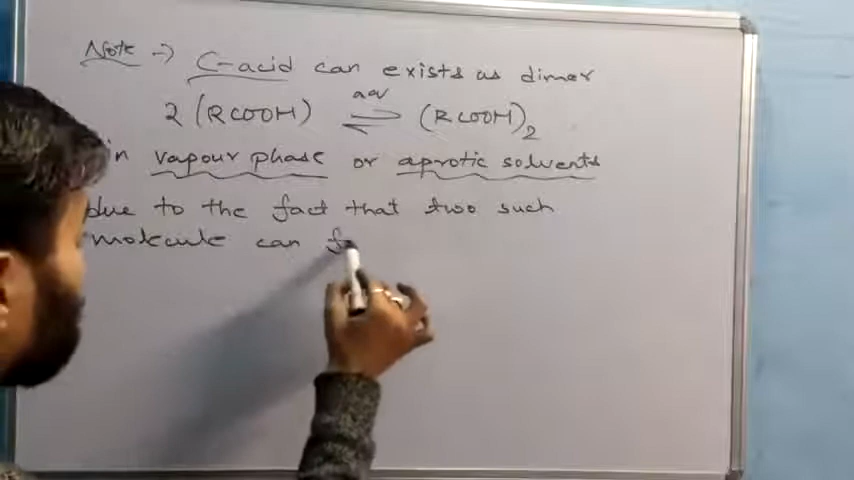 Note → C-acid can exists as dimer
2 (RCOOH) ⇌ (RCOOH)2
in vapour phase or aprotic solvents
due to the fact that two such
molecule can f